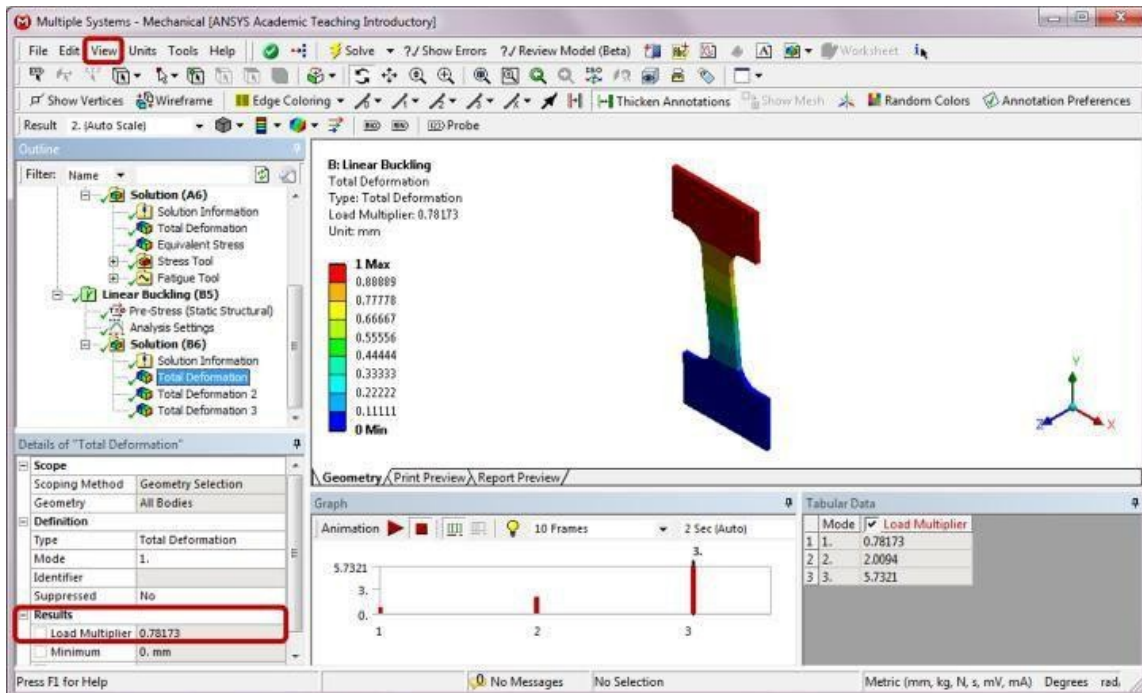 Multiple Systems - Mechanical [ANSYS Academic Teaching Introductory]
File Edit View Units Tools Help Solve ?/ Show Errors ?/ Review Model (Beta) A Worksheet
Show Vertices Wireframe Edge Coloring Thicken Annotations Show Mesh Random Colors Annotation Preferences
Result 2. (Auto Scale) Probe
Outline
Filter: Name
Solution (A6)
Solution Information
Total Deformation
Equivalent Stress
Stress Tool
Fatigue Tool
Linear Buckling (B5)
Pre-Stress (Static Structural)
Analysis Settings
Solution (B6)
Solution Information
Total Deformation
Total Deformation 2
Total Deformation 3
B: Linear Buckling
Total Deformation
Type: Total Deformation
Load Multiplier: 0.78173
Unit: mm
1 Max
0.88889
0.77778
0.66667
0.55556
0.44444
0.33333
0.22222
0.11111
0 Min
Y
Z X
Geometry Print Preview Report Preview
Details of "Total Deformation"
Scope
Scoping Method Geometry Selection
Geometry All Bodies
Definition
Type Total Deformation
Mode 1.
Identifier
Suppressed No
Results
Load Multiplier 0.78173
Minimum 0. mm
Graph
Animation 10 Frames 2 Sec (Auto)
3.
5.7321
3.
0.
1 2 3
Tabular Data
Mode Load Multiplier
1 1. 0.78173
2 2. 2.0094
3 3. 5.7321
Press F1 for Help No Messages No Selection Metric (mm, kg, N, s, mV, mA) Degrees rad